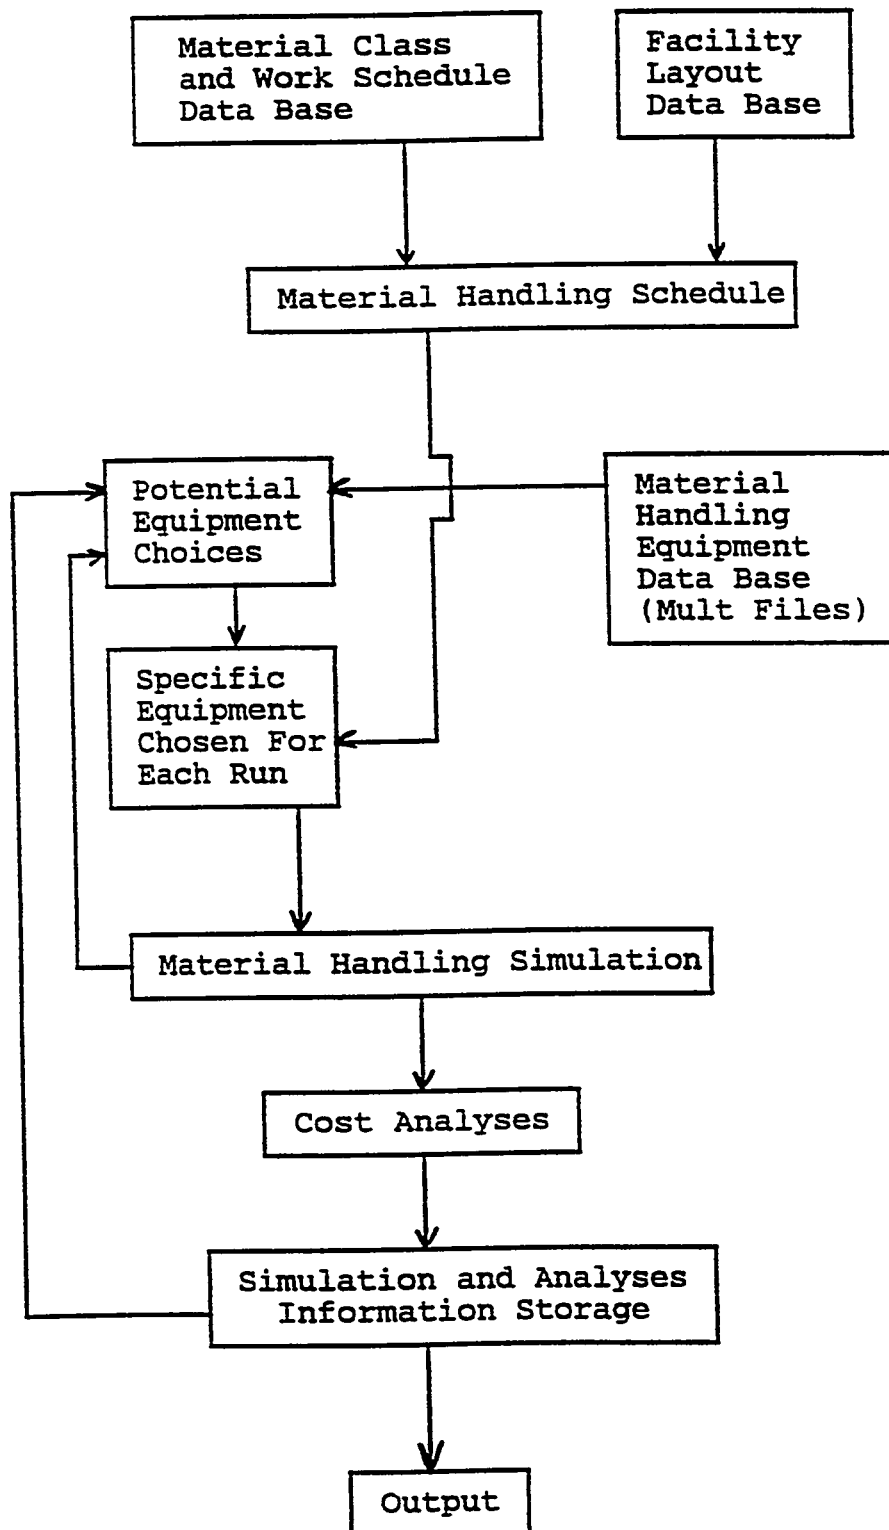 Material Class
and Work Schedule
Data Base
Facility
Layout
Data Base
Material Handling Schedule
Potential
Equipment
Choices
Material
Handling
Equipment
Data Base
(Mult Files)
Specific
Equipment
Chosen For
Each Run
Material Handling Simulation
Cost Analyses
Simulation and Analyses
Information Storage
Output